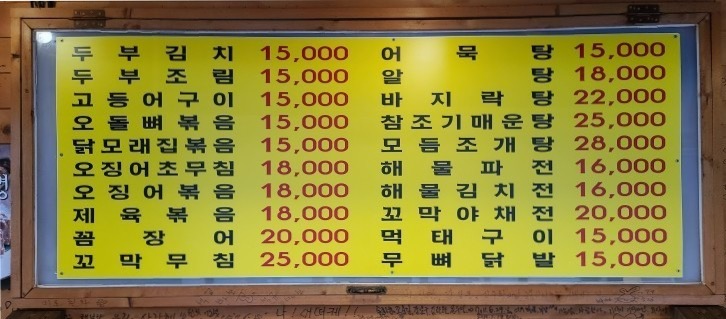 두부김치 15,000
두부조림 15,000
고등어구이 15,000
오돌뼈볶음 15,000
닭모래집볶음 15,000
오징어초무침 18,000
오징어볶음 18,000
제육볶음 18,000
꼼장어 20,000
꼬막무침 25,000
어묵탕 15,000
알탕 18,000
바지락탕 22,000
참조기매운탕 25,000
모듬조개탕 28,000
해물파전 16,000
해물김치전 16,000
꼬막야채전 20,000
먹태구이 15,000
무뼈닭발 15,000